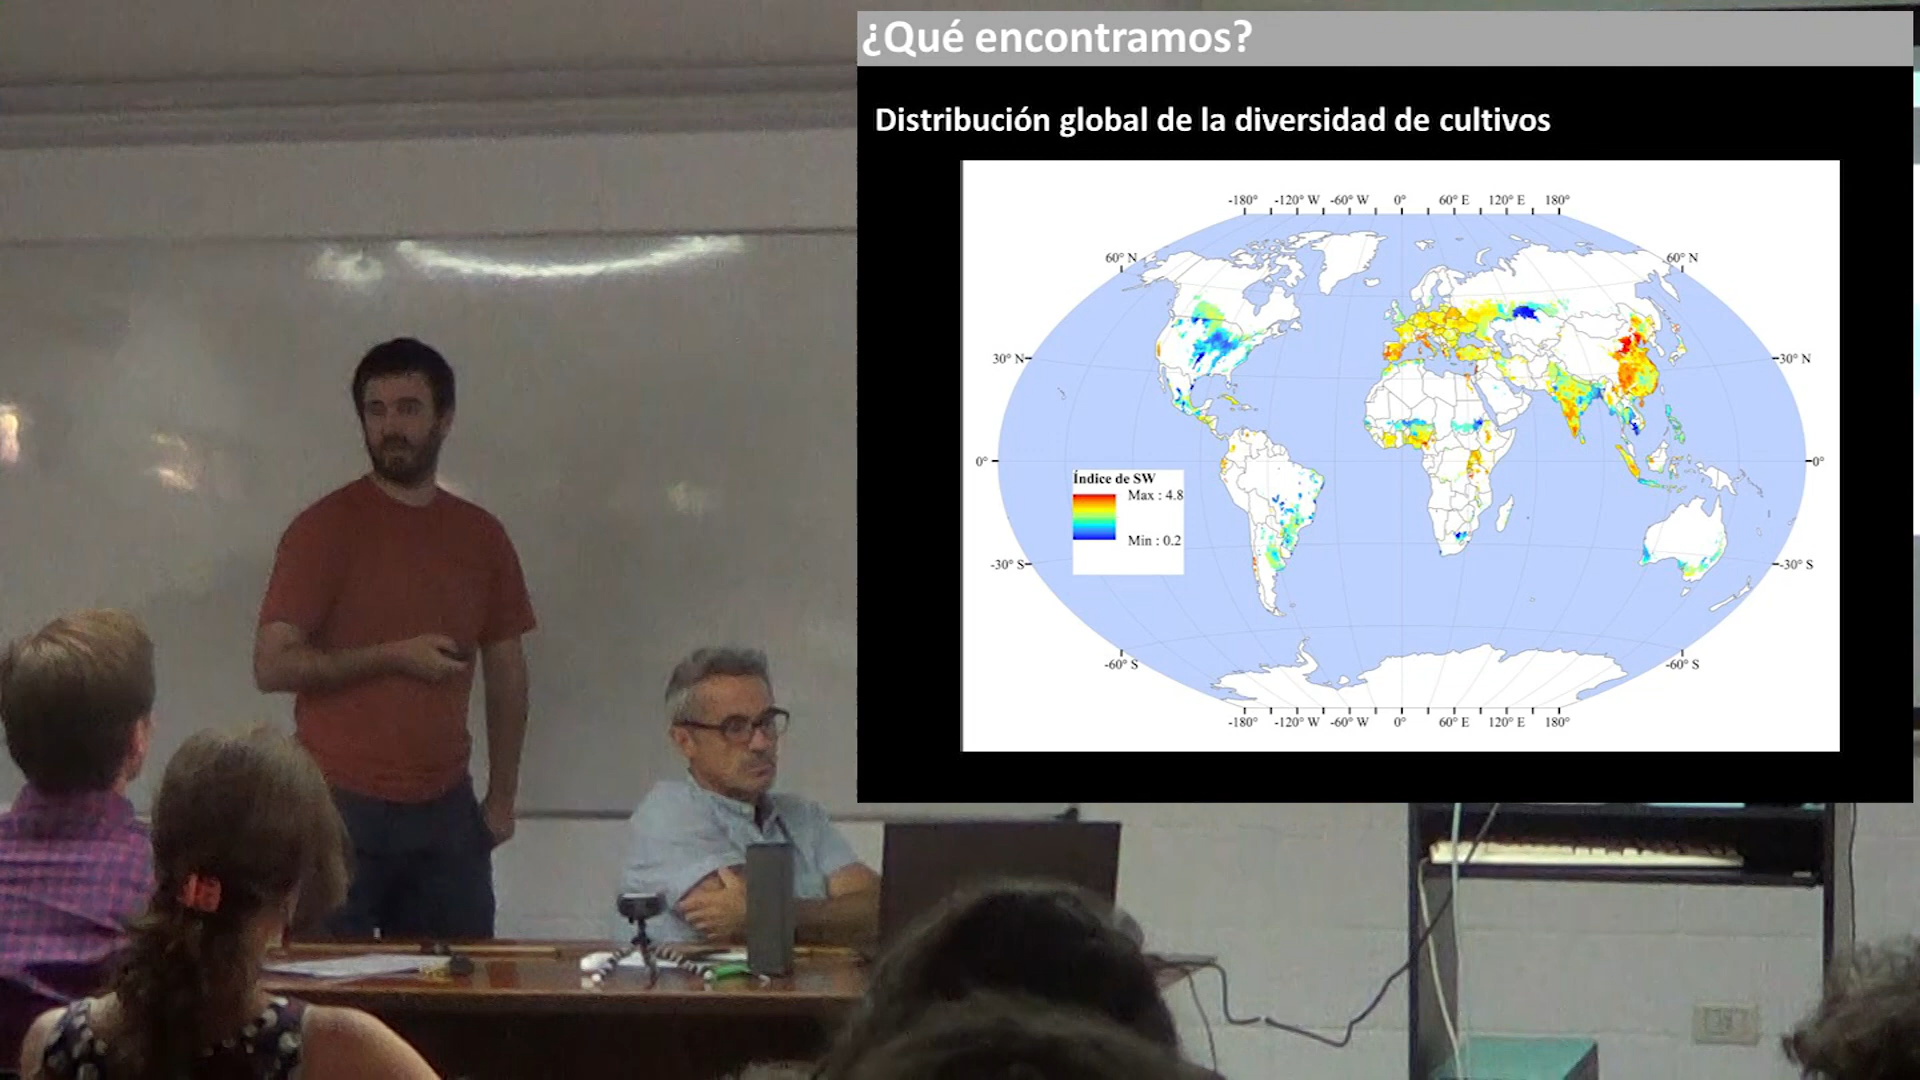 ¿Qué encontramos?
Distribución global de la diversidad de cultivos
-180° -120° W -60° W 0° 60° E 120° E 180°
60° N 60° N
30° N 30° N
0° 0°
Índice de SW
Max : 4.8
Min : 0.2
-30° S -30° S
-60° S -60° S
-180° -120° W -60° W 0° 60° E 120° E 180°